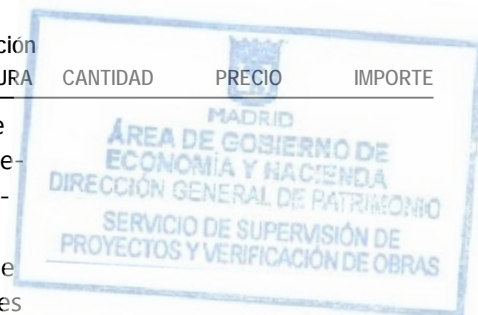 ción
URA CANTIDAD PRECIO IMPORTE
MADRID
e
ÁREA DE GOBIERNO DE
e-
ECONOMÍA Y HACIENDA
-
DIRECCIÓN GENERAL DE PATRIMONIO
SERVICIO DE SUPERVISIÓN DE
PROYECTOS Y VERIFICACIÓN DE OBRAS
e
es